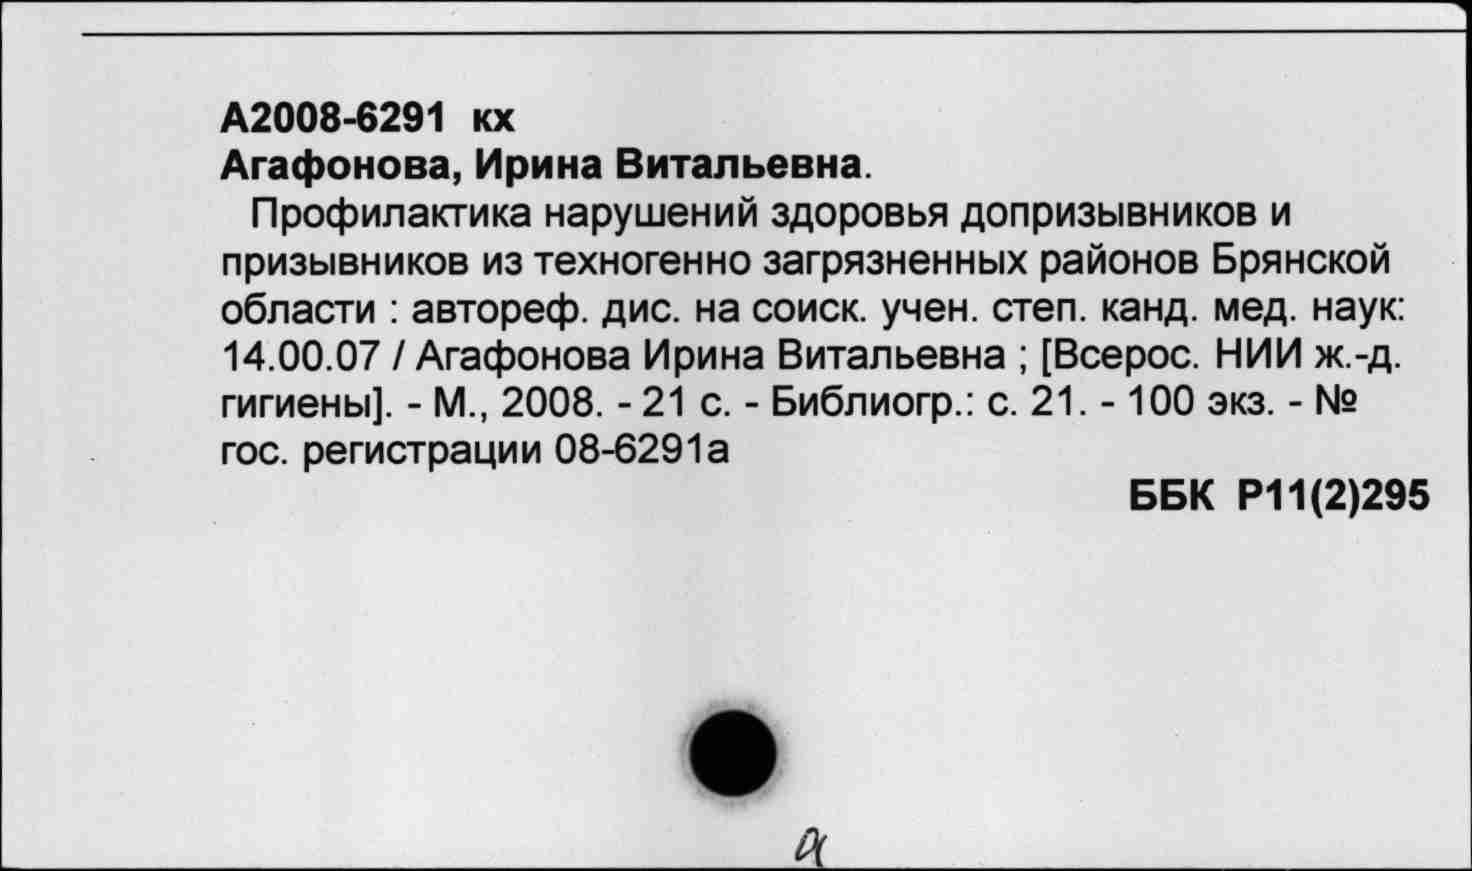 А2008-6291 кх
Агафонова, Ирина Витальевна.
Профилактика нарушений здоровья допризывников и
призывников из техногенно загрязненных районов Брянской
области : автореф. дис. на соиск. учен. степ. канд. мед. наук:
14.00.07 / Агафонова Ирина Витальевна ; [Всерос. НИИ ж.-д.
гигиены]. - М., 2008. - 21 с. - Библиогр.: с. 21. - 100 экз. - №
гос. регистрации 08-6291а
ББК Р11(2)295